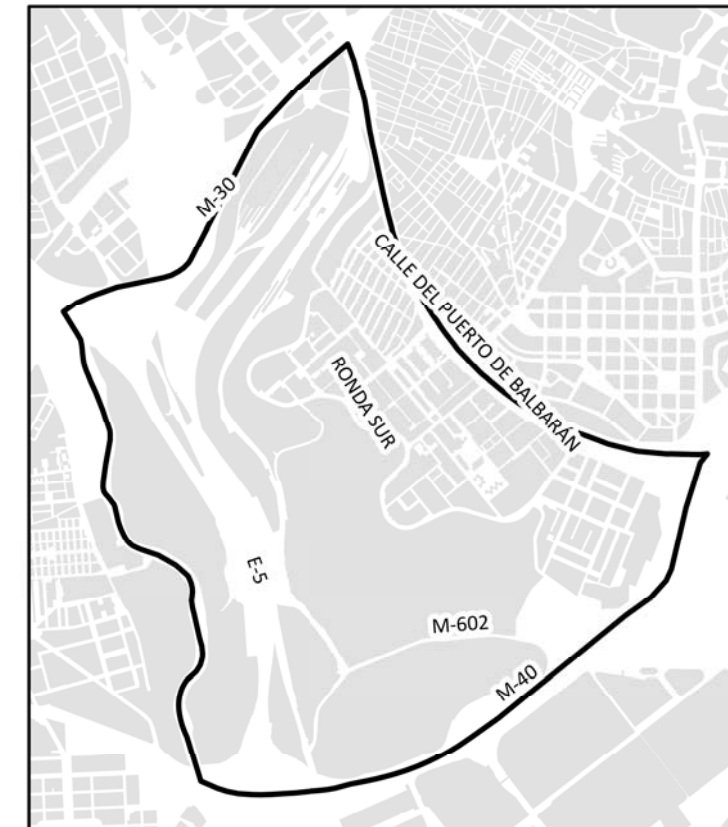 M-30
CALLE DEL PUERTO DE BALBARÁN
RONDA SUR
E-5
M-602
M-40